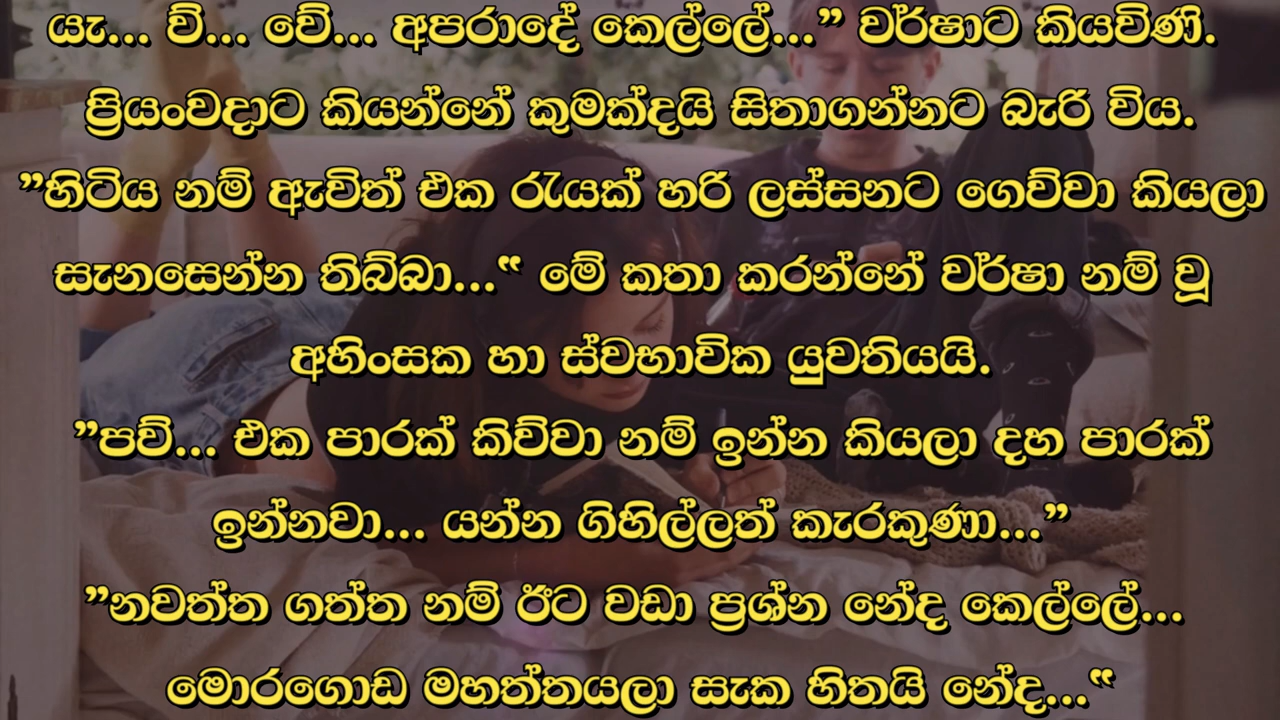 යැ... ව්... වේ... අපරාදේ කෙල්ලේ...” වර්ෂාට කියවිණි.
ප්‍රියංවදාට කියන්නේ කුමක්දයි සිතාගන්නට බැරි විය.
”හිටිය නම් ඇවිත් එක රැයක් හරි ලස්සනට ගෙව්වා කියලා
සැනසෙන්න තිබ්බා...“ මේ කතා කරන්නේ වර්ෂා නම් වූ
අහිංසක හා ස්වභාවික යුවතියයි.
”පව්... එක පාරක් කිව්වා නම් ඉන්න කියලා දහ පාරක්
ඉන්නවා... යන්න ගිහිල්ලත් කැරකුණා...”
”නවත්ත ගත්ත නම් ඊට වඩා ප්‍රශ්න නේද කෙල්ලේ...
මොරගොඩ මහත්තයලා සැක හිතයි නේද...“